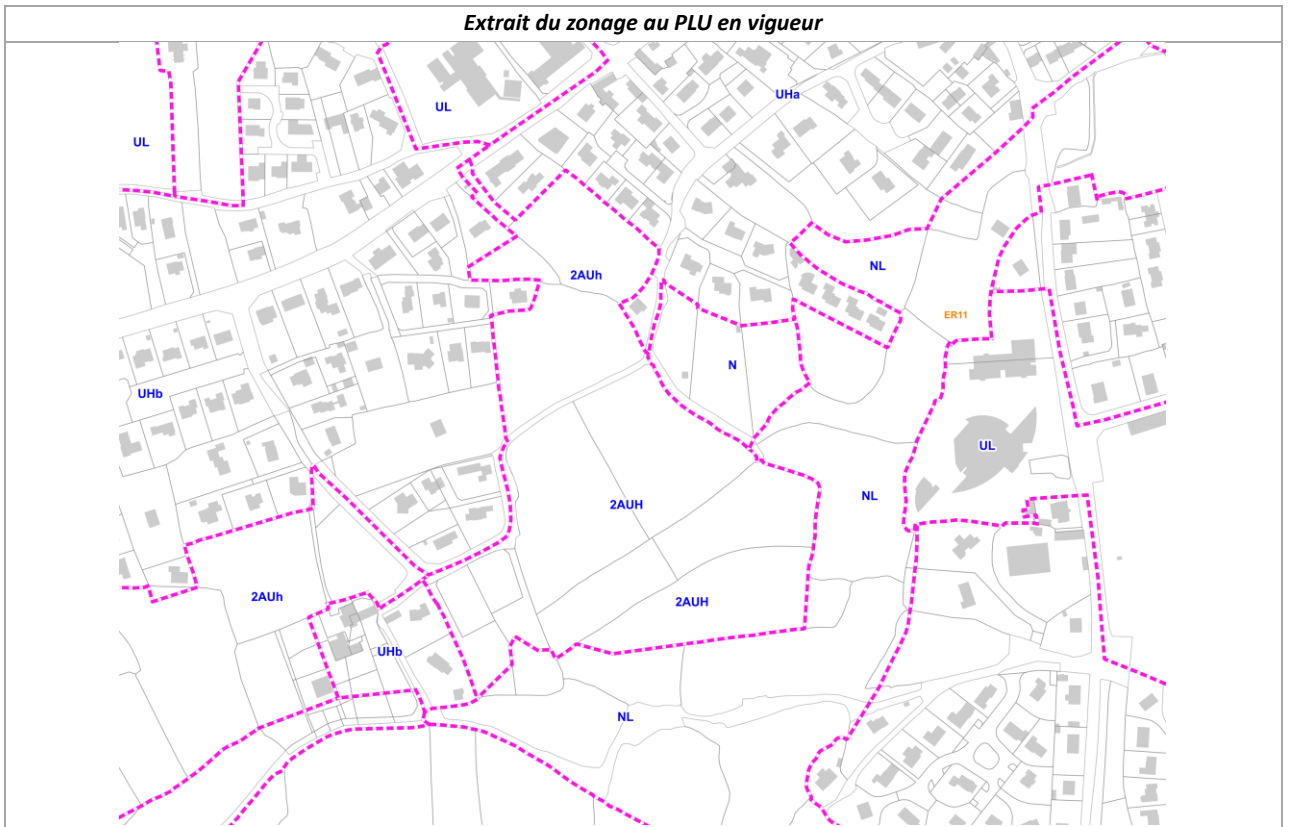 Extrait du zonage au PLU en vigueur
UHa
UL
UL
NL
2AUh
ER11
N
UHb
UL
NL
2AUH
2AUh
2AUH
UHb
NL